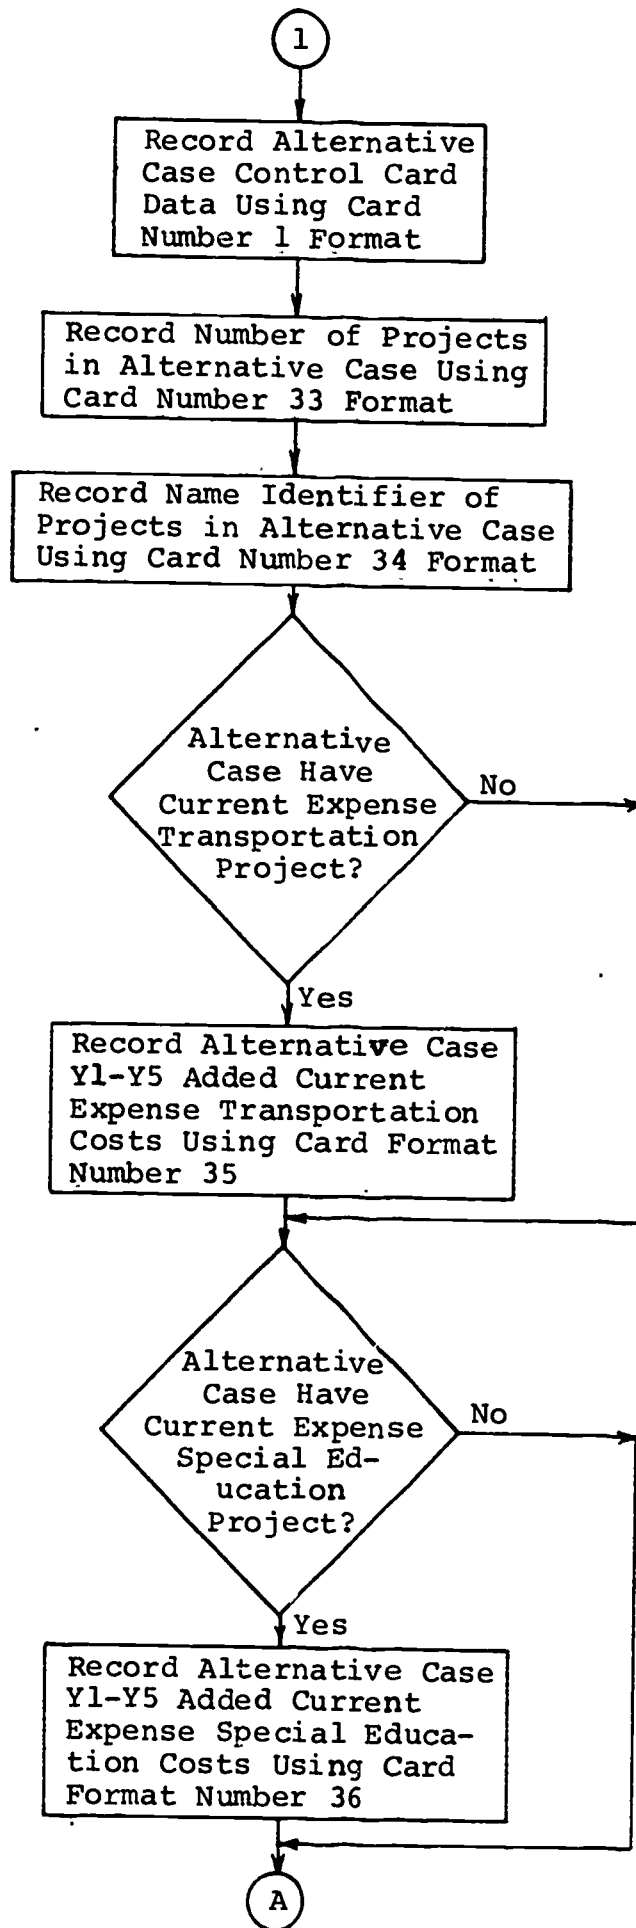 1
Record Alternative
Case Control Card
Data Using Card
Number 1 Format
Record Number of Projects
in Alternative Case Using
Card Number 33 Format
Record Name Identifier of
Projects in Alternative Case
Using Card Number 34 Format
Alternative
Case Have
Current Expense
Transportation
Project?
No
Yes
Record Alternative Case
Y1-Y5 Added Current
Expense Transportation
Costs Using Card Format
Number 35
Alternative
Case Have
Current Expense
Special Ed-
ucation
Project?
No
Yes
Record Alternative Case
Y1-Y5 Added Current
Expense Special Educa-
tion Costs Using Card
Format Number 36
A